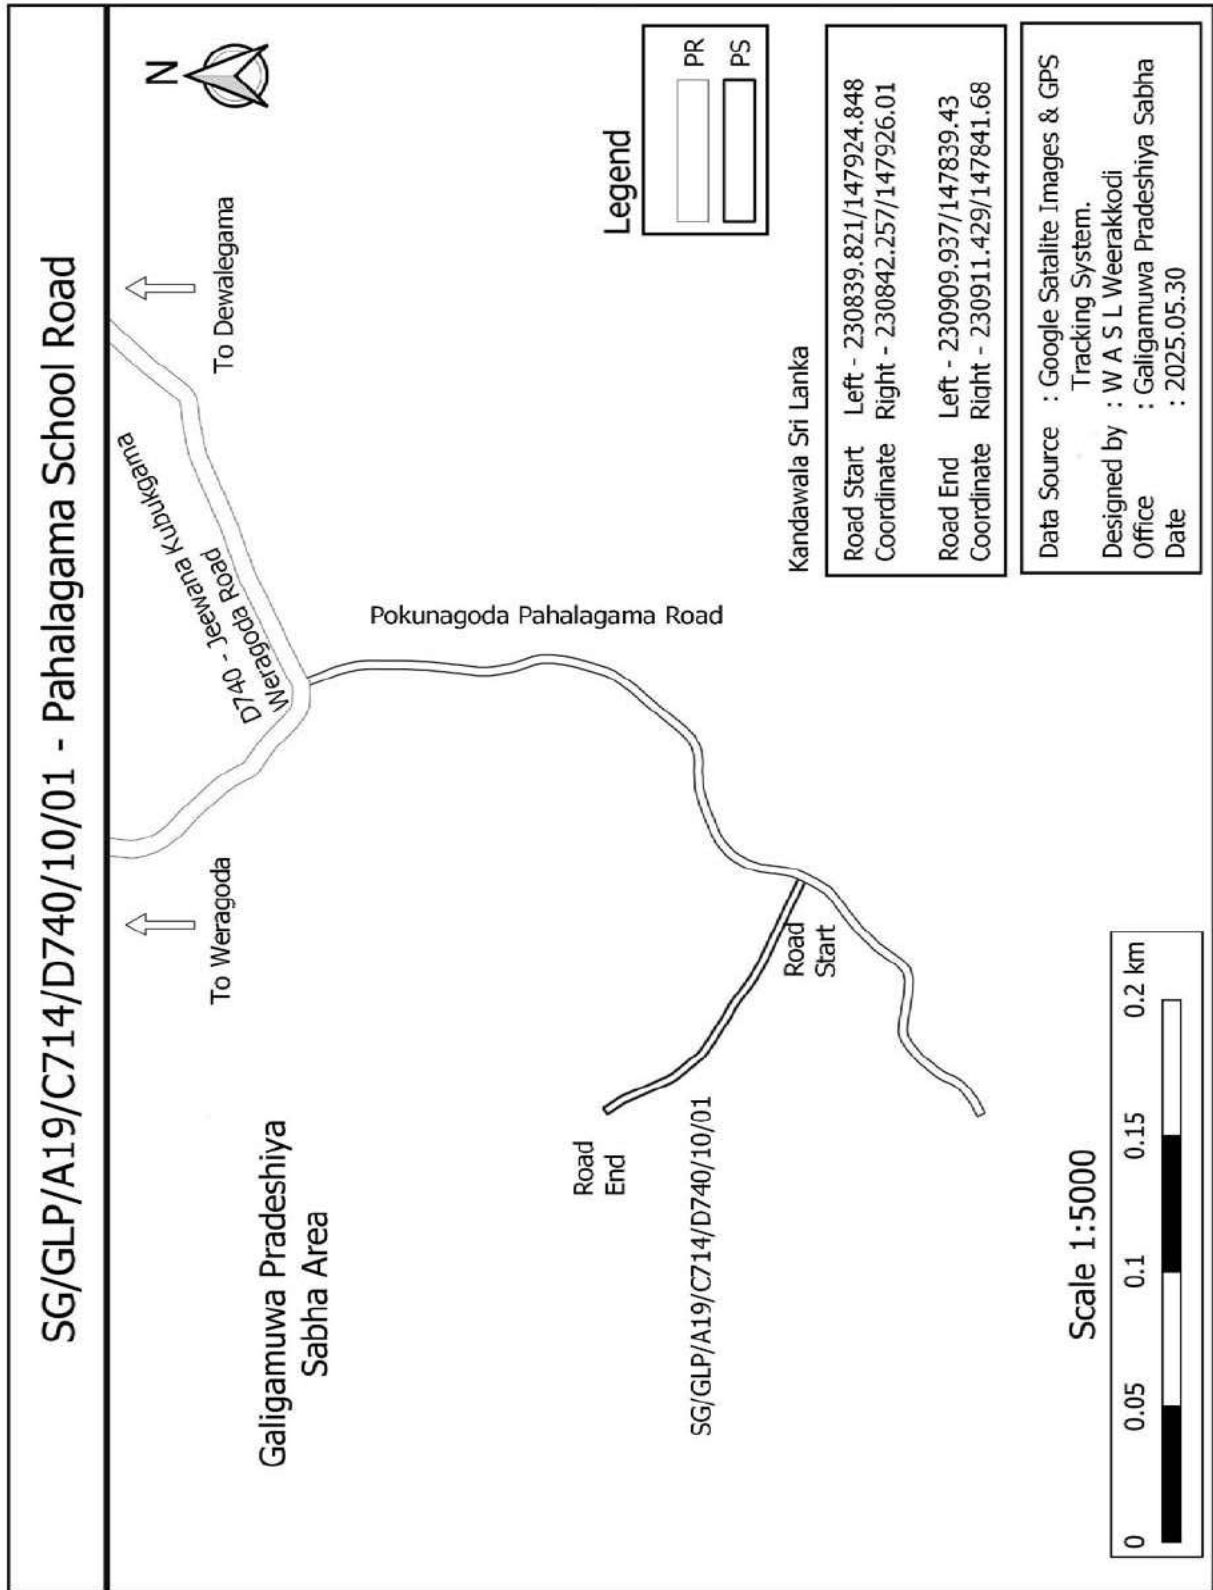 SG/GLP/A19/C714/D740/10/01 - Pahalagama School Road
N
To Weragoda
To Dewalegama
D740 - Jeewana Kubukgama
Weragoda Road
Galigamuwa Pradeshiya
Sabha Area
Pokunagoda Pahalagama Road
Road
End
Road
Start
SG/GLP/A19/C714/D740/10/01
Legend
PR
PS
Kandawala Sri Lanka
Road Start Left - 230839.821/147924.848
Coordinate Right - 230842.257/147926.01
Road End Left - 230909.937/147839.43
Coordinate Right - 230911.429/147841.68
Data Source : Google Satalite Images & GPS
Tracking System.
Designed by : W A S L Weerakkodi
Office : Galigamuwa Pradeshiya Sabha
Date : 2025.05.30
Scale 1:5000
0 0.05 0.1 0.15 0.2 km